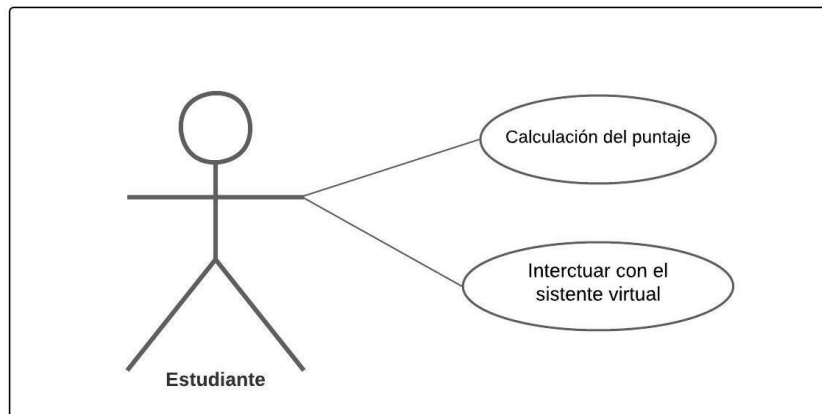 Calculación del puntaje
Interctuar con el
sistente virtual
Estudiante